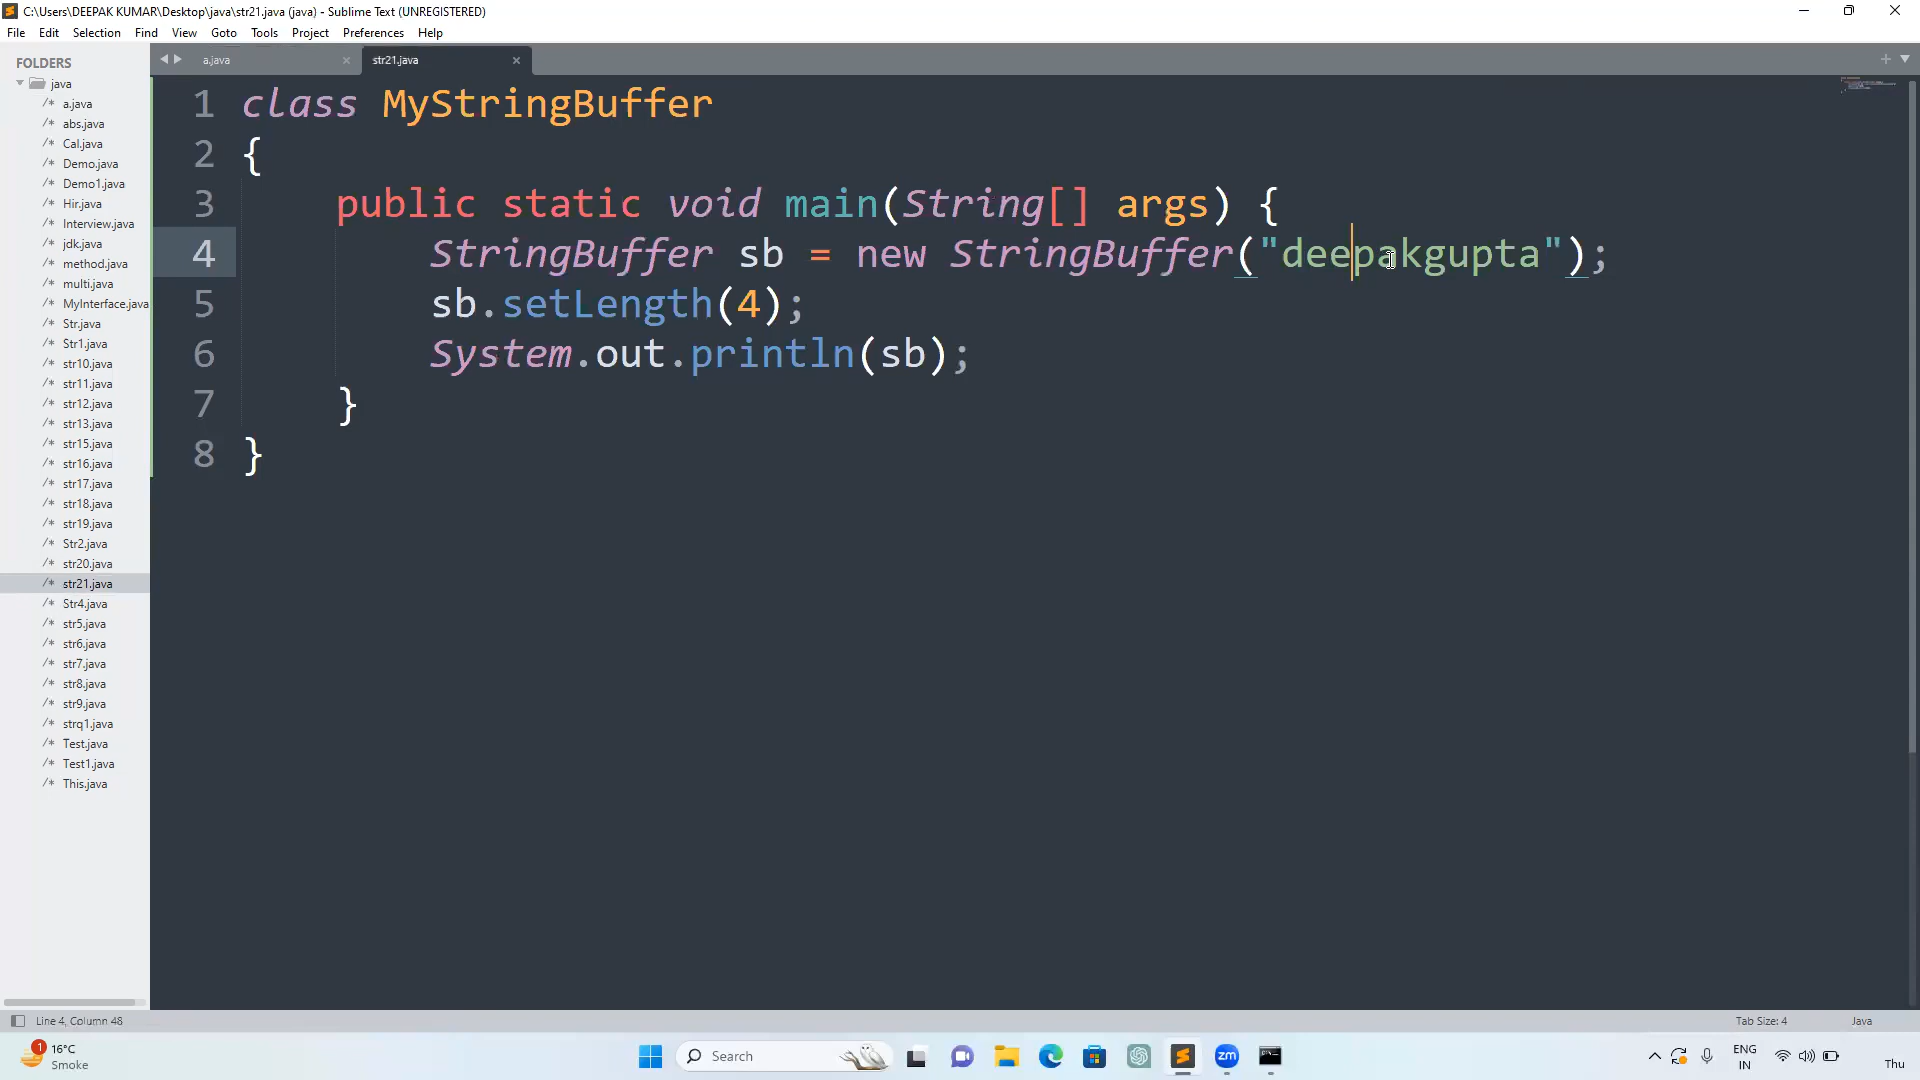 C:\Users\DEEPAK KUMAR\Desktop\java\str21.java (java) - Sublime Text (UNREGISTERED)
File Edit Selection Find View Goto Tools Project Preferences Help
FOLDERS
java
/* a.java
/* abs.java
/* Cal.java
/* Demo.java
/* Demo1.java
/* Hir.java
/* Interview.java
/* jdk.java
/* method.java
/* multi.java
/* MyInterface.java
/* Str.java
/* Str1.java
/* str10.java
/* str11.java
/* str12.java
/* str13.java
/* str15.java
/* str16.java
/* str17.java
/* str18.java
/* str19.java
/* Str2.java
/* str20.java
/* str21.java
/* Str4.java
/* str5.java
/* str6.java
/* str7.java
/* str8.java
/* str9.java
/* strq1.java
/* Test.java
/* Test1.java
/* This.java
a.java × str21.java ×
1 class MyStringBuffer
2 {
3 public static void main(String[] args) {
4 StringBuffer sb = new StringBuffer("deepakgupta");
5 sb.setLength(4);
6 System.out.println(sb);
7 }
8 }
Line 4, Column 48
Tab Size: 4 Java
1
16°C
Smoke
Search
zm
ENG
IN
Thu